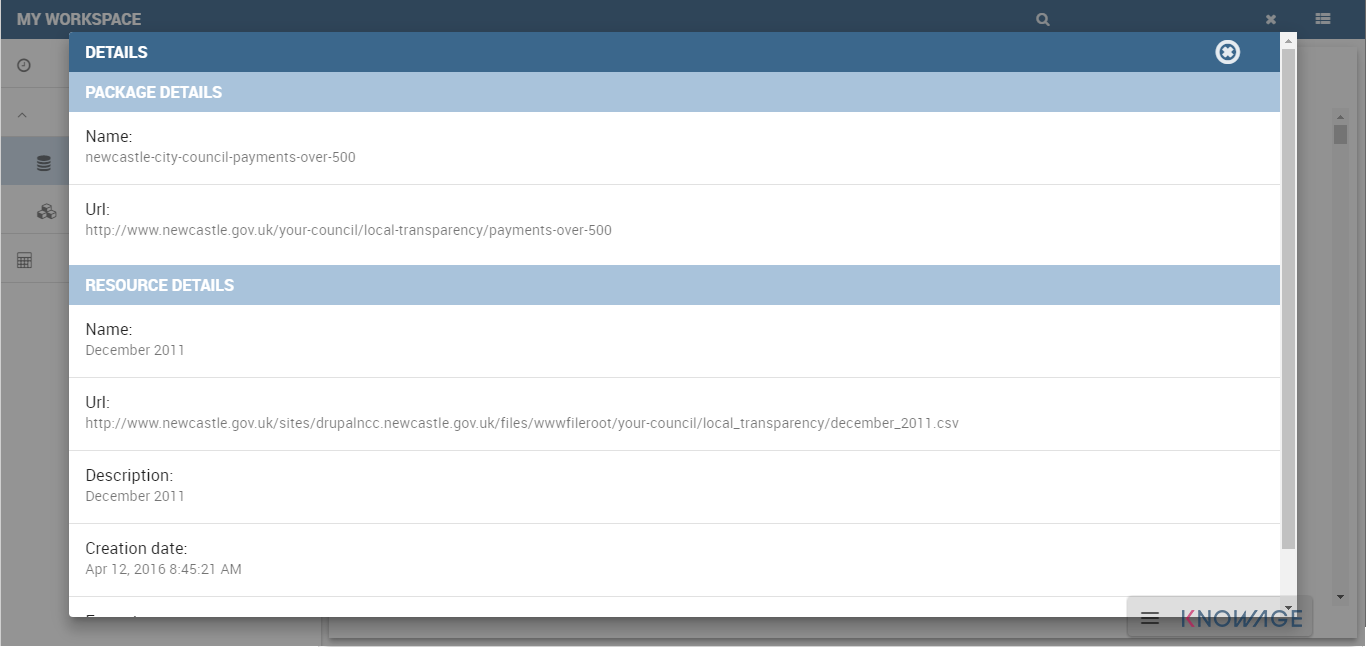 MY WORKSPACE
DETAILS
PACKAGE DETAILS
Name:
newcastle-city-council-payments-over-500
Url:
http://www.newcastle.gov.uk/your-council/local-transparency/payments-over-500
RESOURCE DETAILS
Name:
December 2011
Url:
http://www.newcastle.gov.uk/sites/drupalncc.newcastle.gov.uk/files/wwwfileroot/your-council/local_transparency/december_2011.csv
Description:
December 2011
Creation date:
Apr 12, 2016 8:45:21 AM
KNOWAGE